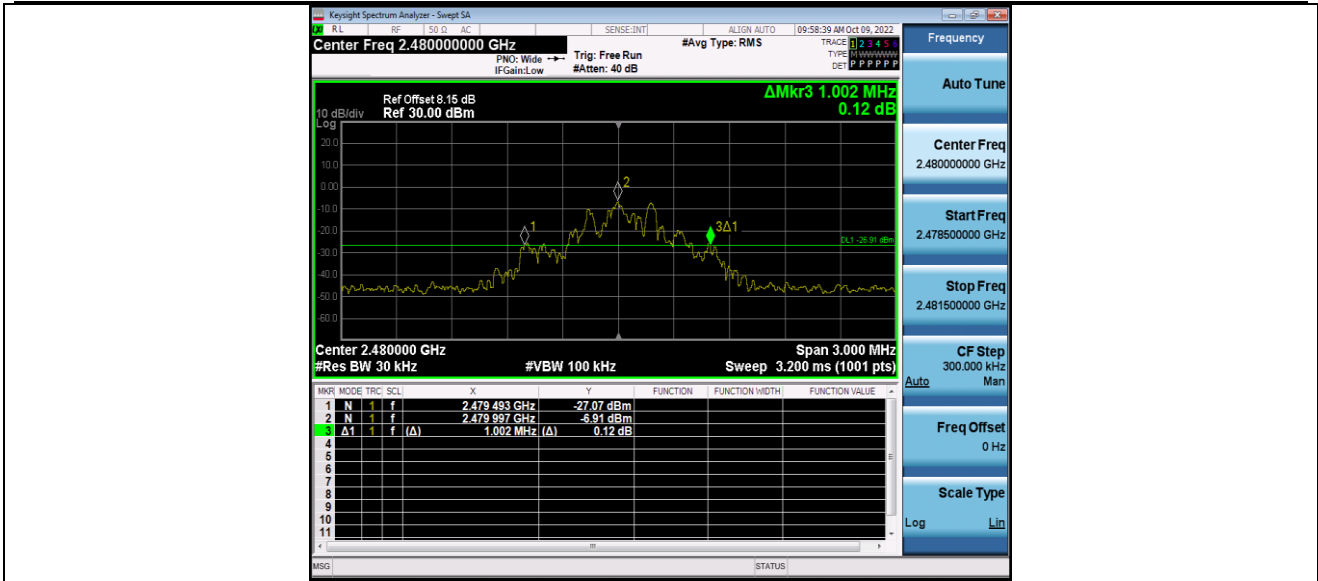 Keysight Spectrum Analyzer - Swept SA
RL RF 50 Ω AC SENSE:INT ALIGN AUTO 09:58:39 AM Oct 09, 2022
Center Freq 2.480000000 GHz
#Avg Type: RMS
TRACE 1 2 3 4 5 6
PNO: Wide
Trig: Free Run
TYPE M W W W W W
IFGain:Low
#Atten: 40 dB
DET P P P P P P
ΔMkr3 1.002 MHz
0.12 dB
Ref Offset 8.15 dB
10 dB/div Ref 30.00 dBm
Log
20.0
10.0
0.00
-10.0
-20.0
-30.0
-40.0
-50.0
-60.0
1
2
3Δ1
DL1 -26.91 dBm
Center 2.480000 GHz Span 3.000 MHz
#Res BW 30 kHz #VBW 100 kHz Sweep 3.200 ms (1001 pts)
MKR MODE TRC SCL X Y FUNCTION FUNCTION WIDTH FUNCTION VALUE
1 N 1 f 2.479 493 GHz -27.07 dBm
2 N 1 f 2.479 997 GHz -6.91 dBm
3 Δ1 1 f (Δ) 1.002 MHz (Δ) 0.12 dB
4
5
6
7
8
9
10
11
MSG STATUS
Frequency
Auto Tune
Center Freq
2.480000000 GHz
Start Freq
2.478500000 GHz
Stop Freq
2.481500000 GHz
CF Step
300.000 kHz
Auto Man
Freq Offset
0 Hz
Scale Type
Log Lin